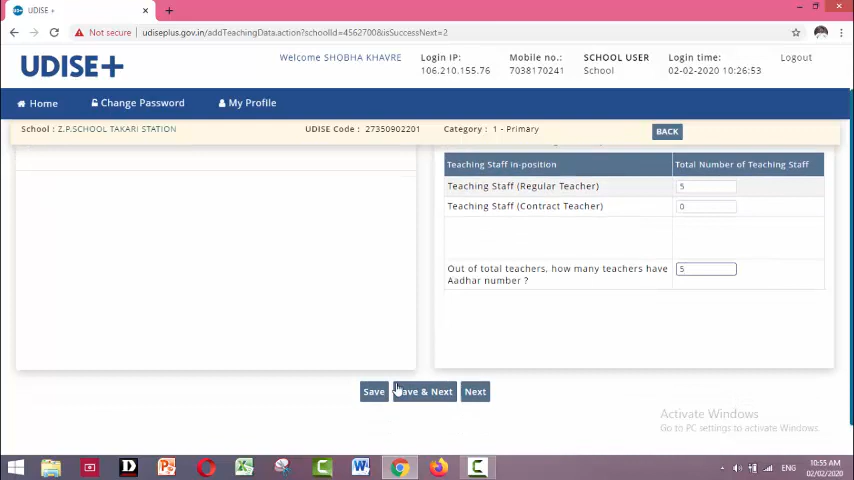 UDISE+
Not secure udiseplus.gov.in/addTeachingData.action?schoolId=4562700&isSuccessNext=2
UDISE+
Welcome SHOBHA KHAVRE
Login IP:
106.210.155.76
Mobile no.:
7038170241
SCHOOL USER
School
Login time:
02-02-2020 10:26:53
Logout
Home Change Password My Profile
School : Z.P.SCHOOL TAKARI STATION UDISE Code : 27350902201 Category : 1 - Primary BACK
Teaching Staff in-position Total Number of Teaching Staff
Teaching Staff (Regular Teacher) 5
Teaching Staff (Contract Teacher) 0
Out of total teachers, how many teachers have 5
Aadhar number ?
Save Save & Next Next
Activate Windows
Go to PC settings to activate Windows.
ENG
10:55 AM
02/02/2020